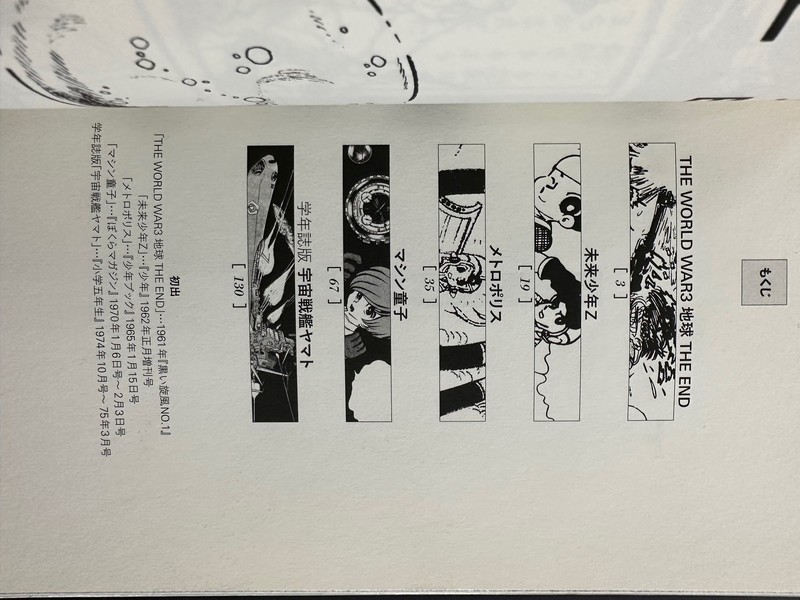 もくじ
THE WORLD WAR3 地球 THE END
[ 3 ]
未来少年Z
[ 19 ]
メトロポリス
[ 35 ]
マシン童子
[ 67 ]
学年誌版 宇宙戦艦ヤマト
[ 130 ]
初出
「THE WORLD WAR3 地球 THE END」…1961年『黒い旋風NO.1』
「未来少年Z」…『少年』1962年正月増刊号
「メトロポリス」…『少年ブック』1965年1月15日号
「マシン童子」…『ぼくらマガジン』1970年1月6日号〜2月3日号
学年誌版「宇宙戦艦ヤマト」…『小学五年生』1974年10月号〜75年3月号